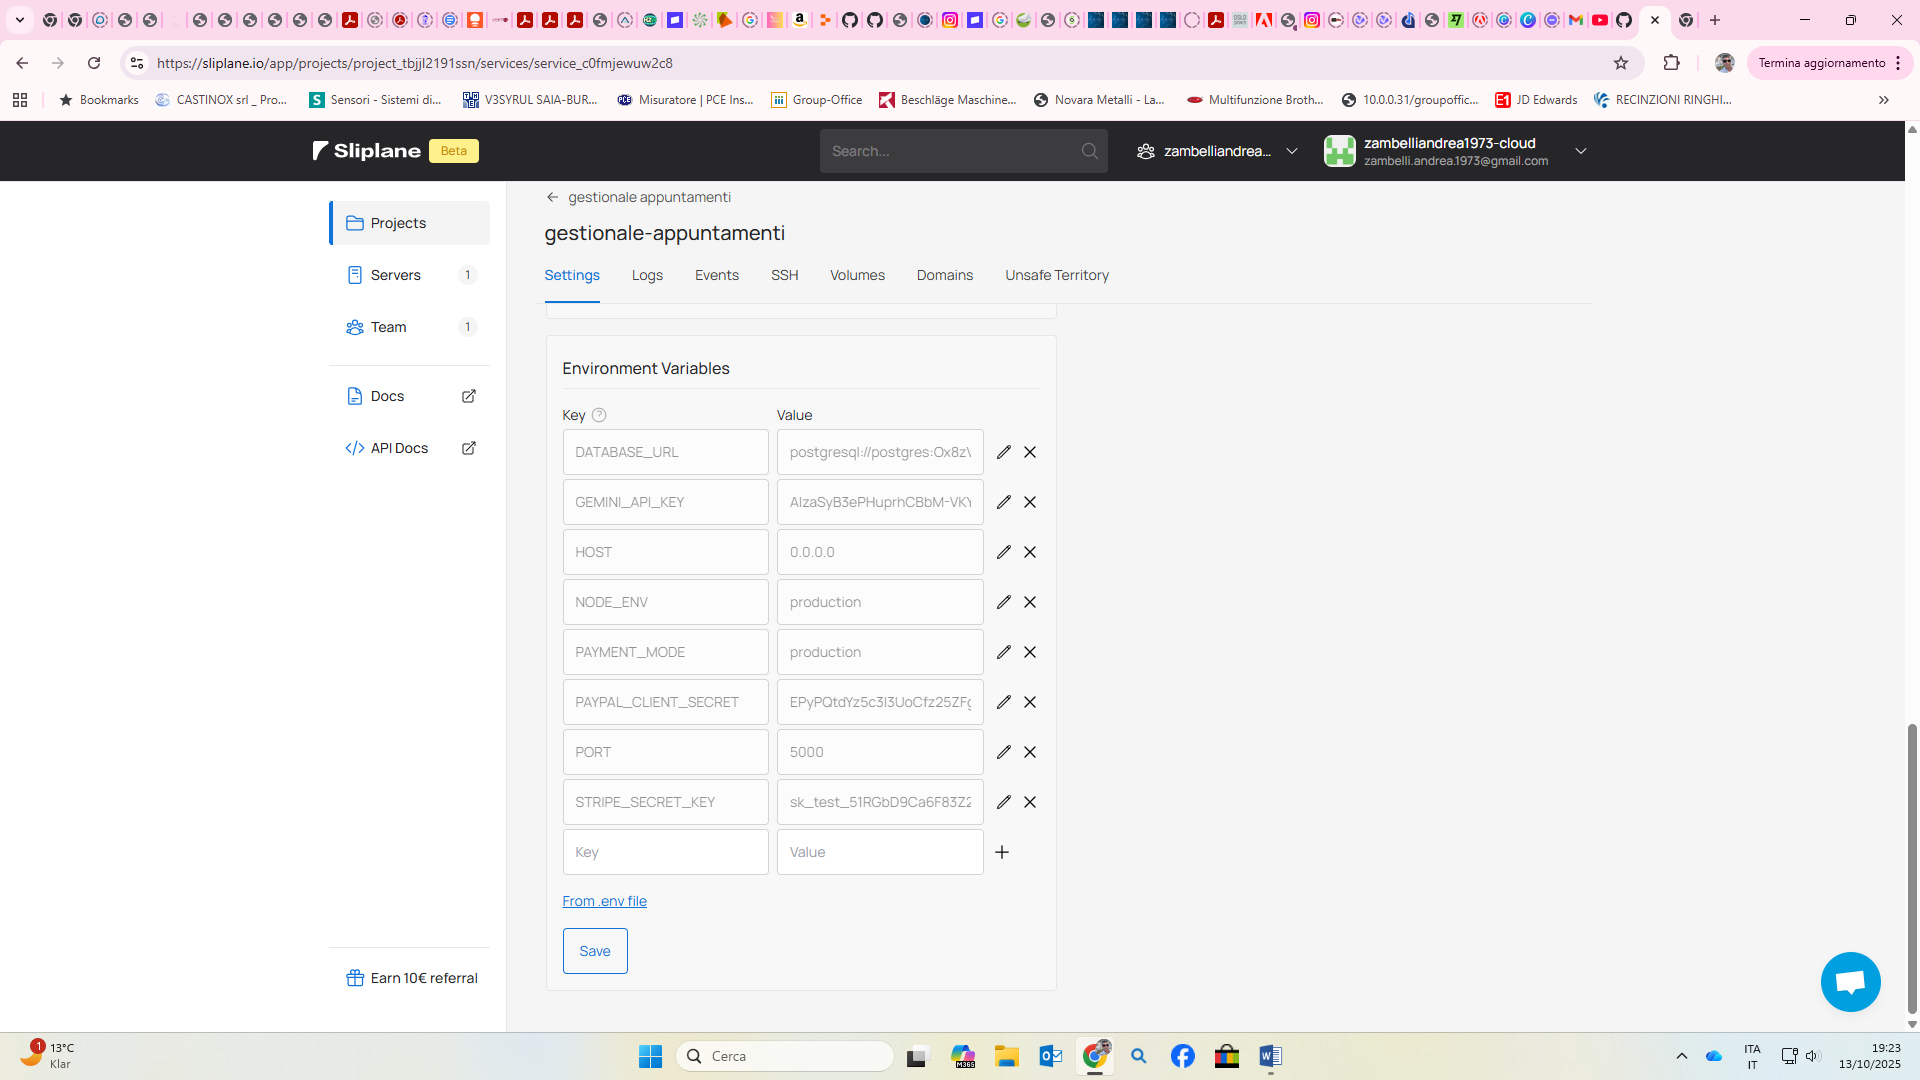 https://sliplane.io/app/projects/project_tbjjl2191ssn/services/service_c0fmjewuw2c8
Termina aggiornamento
Bookmarks
CASTINOX srl _ Pro...
Sensori - Sistemi di...
V3SYRUL SAIA-BUR...
Misuratore | PCE Ins...
Group-Office
Beschläge Maschine...
Novara Metalli - La...
Multifunzione Broth...
10.0.0.31/groupoffic...
JD Edwards
RECINZIONI RINGHI...
Sliplane Beta
Search...
zambelliandrea...
zambelliandrea1973-cloud
zambelli.andrea.1973@gmail.com
Projects
Servers 1
Team 1
Docs
API Docs
Earn 10€ referral
gestionale appuntamenti
gestionale-appuntamenti
Settings Logs Events SSH Volumes Domains Unsafe Territory
Environment Variables
Key Value
DATABASE_URL postgresql://postgres:Ox8z
GEMINI_API_KEY AIzaSyB3ePHuprhCBbM-VK
HOST 0.0.0.0
NODE_ENV production
PAYMENT_MODE production
PAYPAL_CLIENT_SECRET EPyPQtdYz5c3I3UoCfz25ZF
PORT 5000
STRIPE_SECRET_KEY sk_test_51RGbD9Ca6F83Z2
Key Value
From .env file
Save
1
13°C
Klar
Cerca
ITA
IT
19:23
13/10/2025